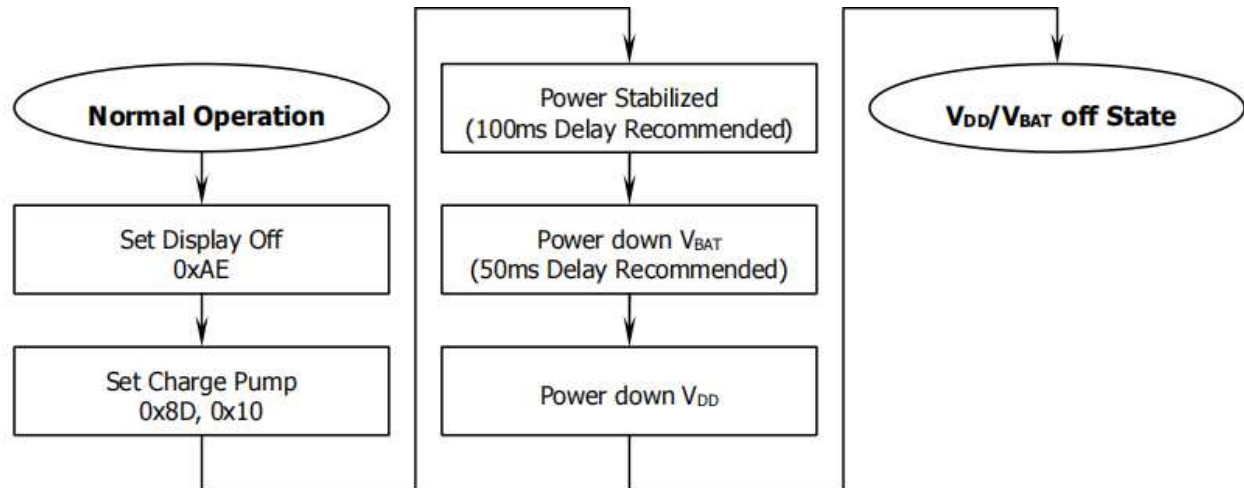 Normal Operation
Set Display Off
0xAE
Set Charge Pump
0x8D, 0x10
Power Stabilized
(100ms Delay Recommended)
Power down VBAT
(50ms Delay Recommended)
Power down VDD
VDD/VBAT off State